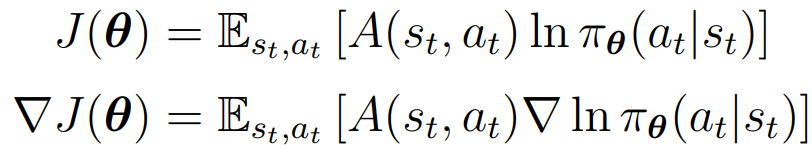 J(𝜽) = 𝔼_{s_t,a_t} [A(s_t, a_t) ln π_𝜽(a_t|s_t)]
∇J(𝜽) = 𝔼_{s_t,a_t} [A(s_t, a_t)∇ ln π_𝜽(a_t|s_t)]